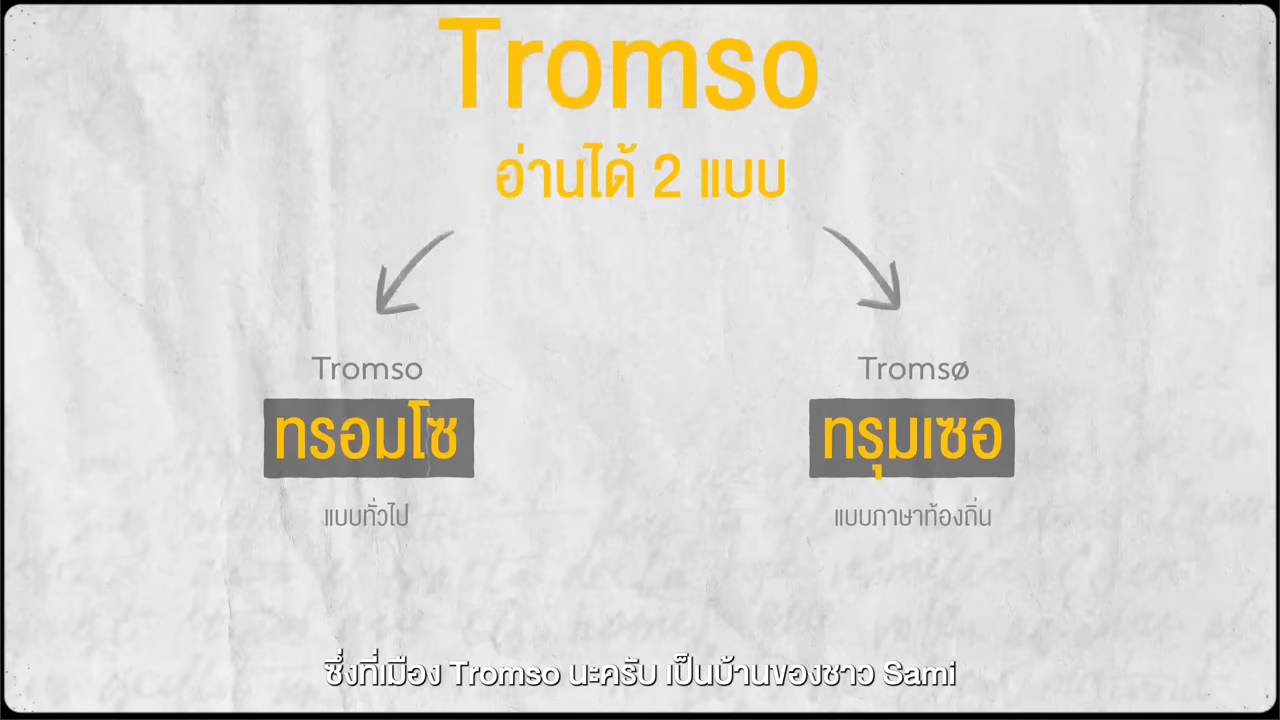 Tromso
อ่านได้ 2 แบบ
Tromso
ทรอมโซ
แบบทั่วไป
Tromsø
ทรุมเซอ
แบบภาษาท้องถิ่น
ซึ่งที่เมือง Tromso นะครับ เป็นบ้านของชาว Sami